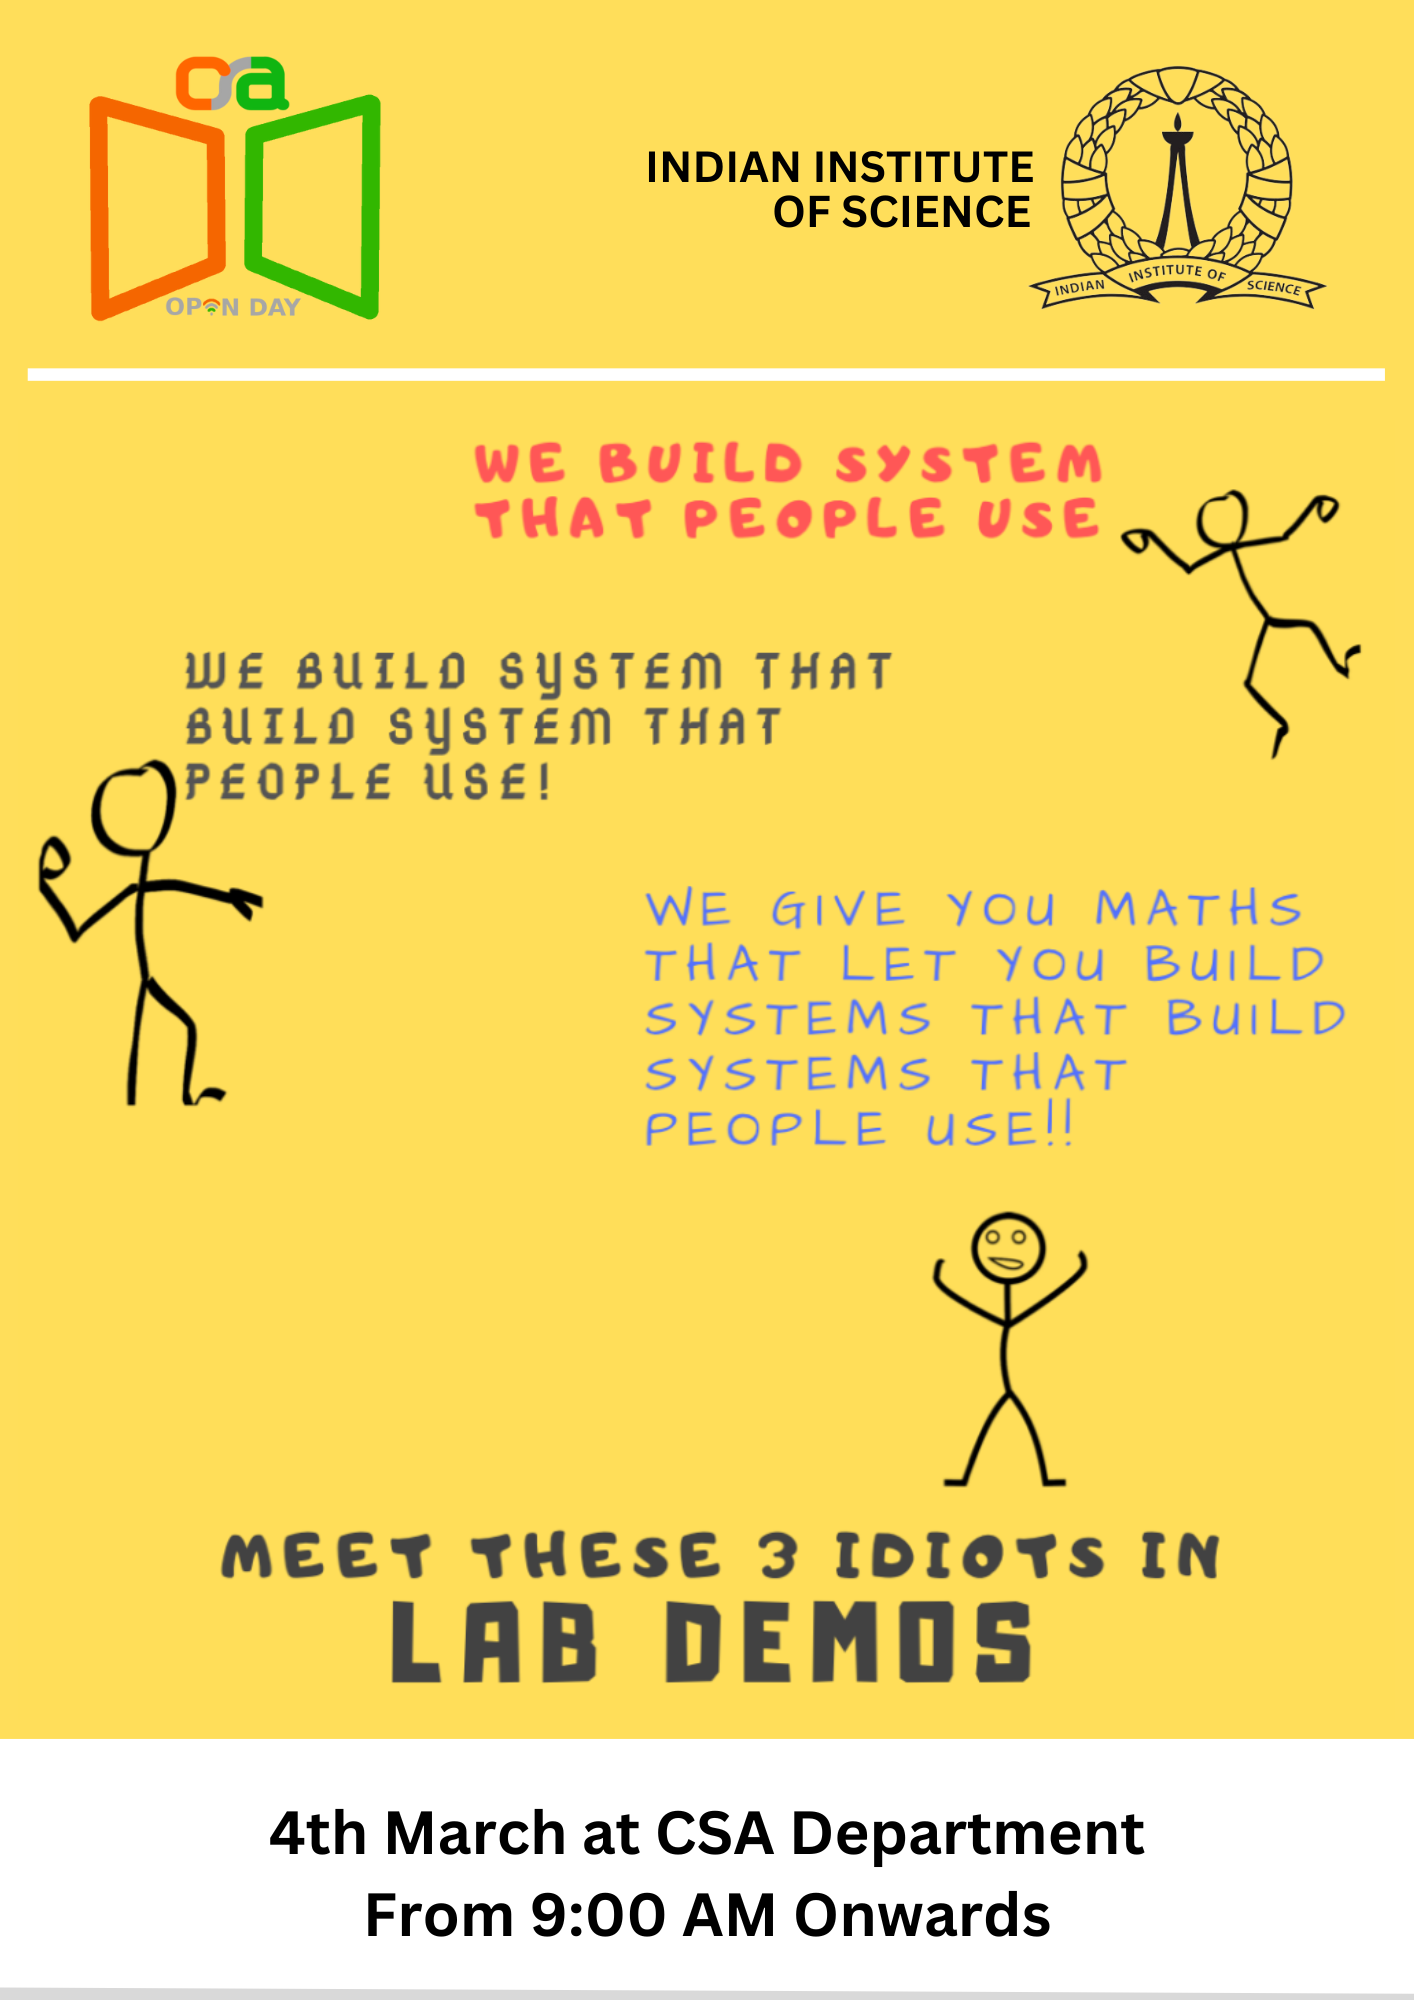 csa
OPEN DAY
INDIAN INSTITUTE
OF SCIENCE
INDIAN INSTITUTE OF SCIENCE
WE BUILD SYSTEM
THAT PEOPLE USE
WE BUILD SYSTEM THAT
BUILD SYSTEM THAT
PEOPLE USE!
WE GIVE YOU MATHS
THAT LET YOU BUILD
SYSTEMS THAT BUILD
SYSTEMS THAT
PEOPLE USE!!
MEET THESE 3 IDIOTS IN
LAB DEMOS
4th March at CSA Department
From 9:00 AM Onwards